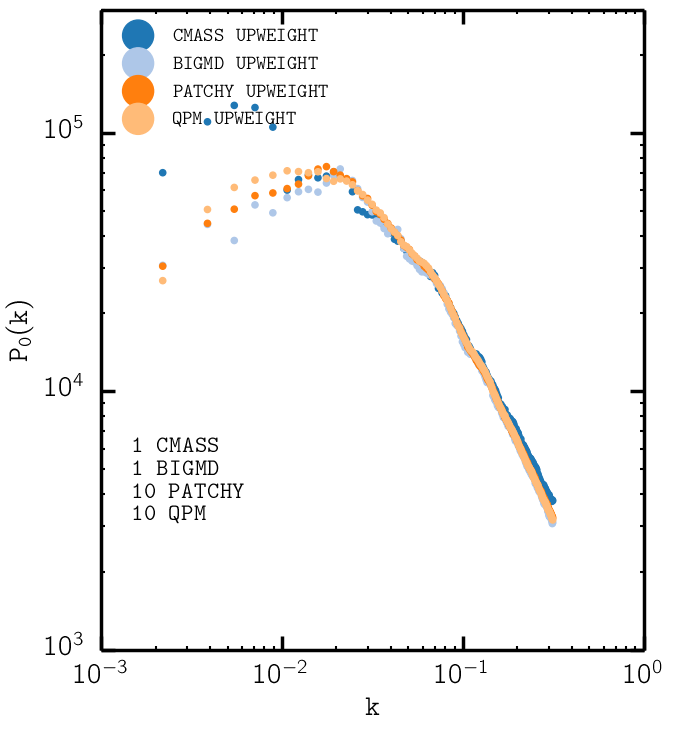 CMASS UPWEIGHT
BIGMD UPWEIGHT
PATCHY UPWEIGHT
QPM UPWEIGHT
10^5
10^4
10^3
P_0(k)
1 CMASS
1 BIGMD
10 PATCHY
10 QPM
10^-3 10^-2 10^-1 10^0
k